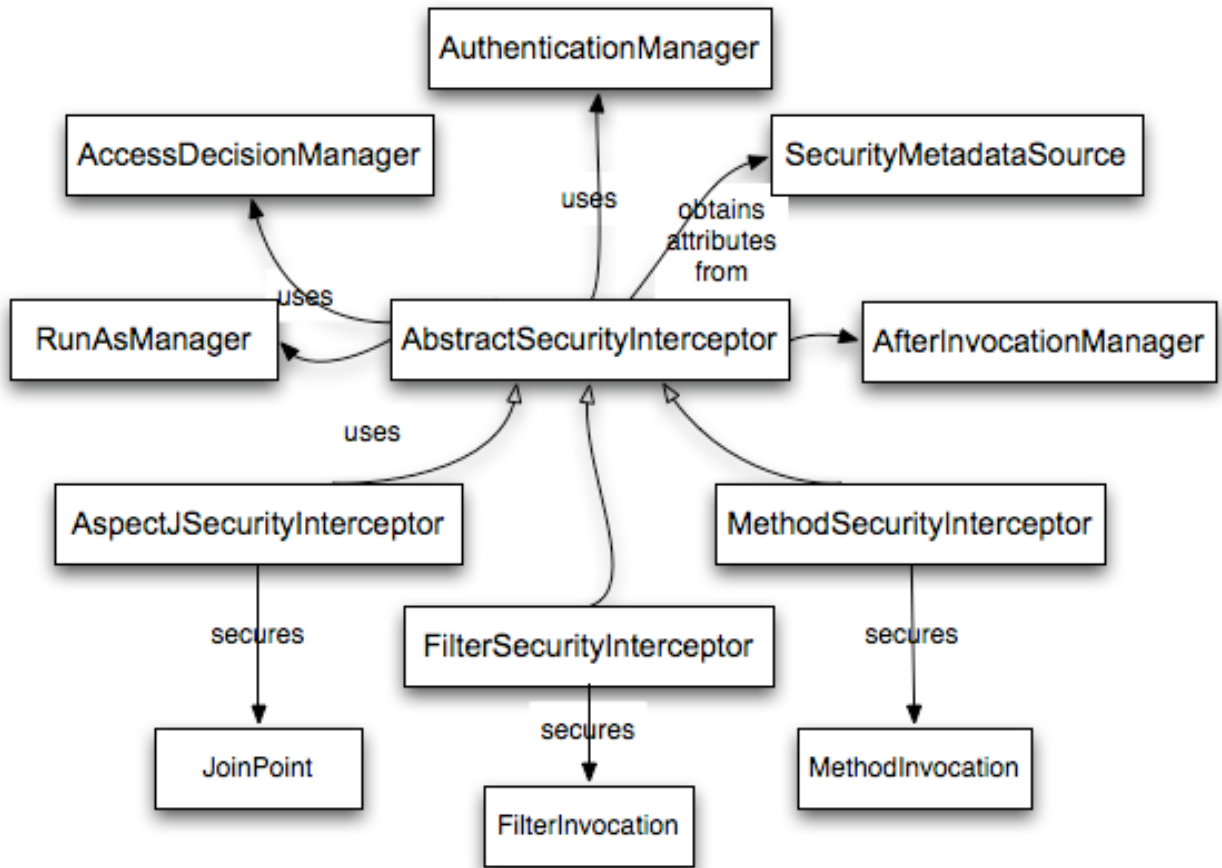 AuthenticationManager
AccessDecisionManager
SecurityMetadataSource
uses
obtains
attributes
from
uses
RunAsManager
AbstractSecurityInterceptor
AfterInvocationManager
uses
AspectJSecurityInterceptor
MethodSecurityInterceptor
secures
FilterSecurityInterceptor
secures
secures
JoinPoint
MethodInvocation
FilterInvocation